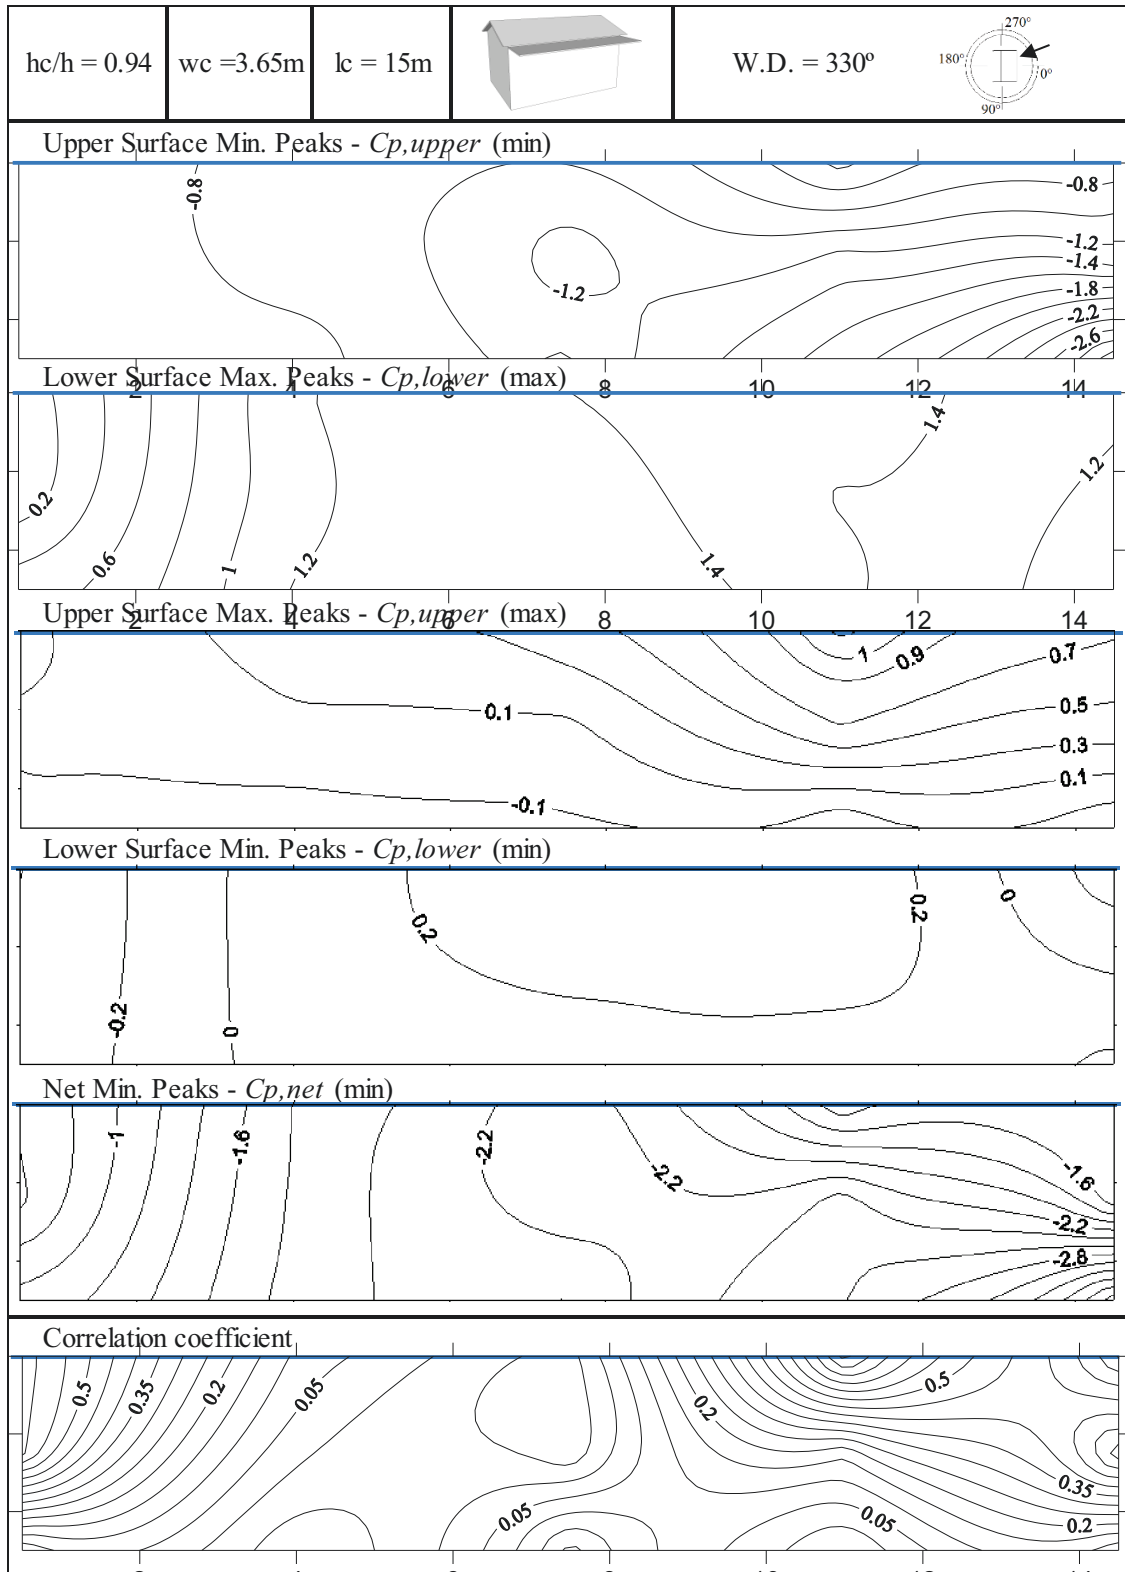 hc/h = 0.94 wc =3.65m lc = 15m W.D. = 330º
270°
180°
0°
90°
Upper Surface Min. Peaks - Cp,upper (min)
-0.8 -0.8
-1.2
-1.4
-1.2
-1.8
-2.2
-2.6
Lower Surface Max. Peaks - Cp,lower (max)
2 4 6 8 10 12 14
1.4
1.2
0.2
0.6 1 1.2 1.4
Upper Surface Max. Peaks - Cp,upper (max)
2 4 6 8 10 12 14
1 0.9 0.7
0.1 0.5
0.3
0.1
-0.1
Lower Surface Min. Peaks - Cp,lower (min)
0.2 0.2 0
-0.2 0
Net Min. Peaks - Cp,net (min)
-1 -1.6 -2.2 -2.2 -1.6
-2.2
-2.8
Correlation coefficient
0.5 0.35 0.2 0.05 0.2 0.5
0.35
0.05 0.05 0.2